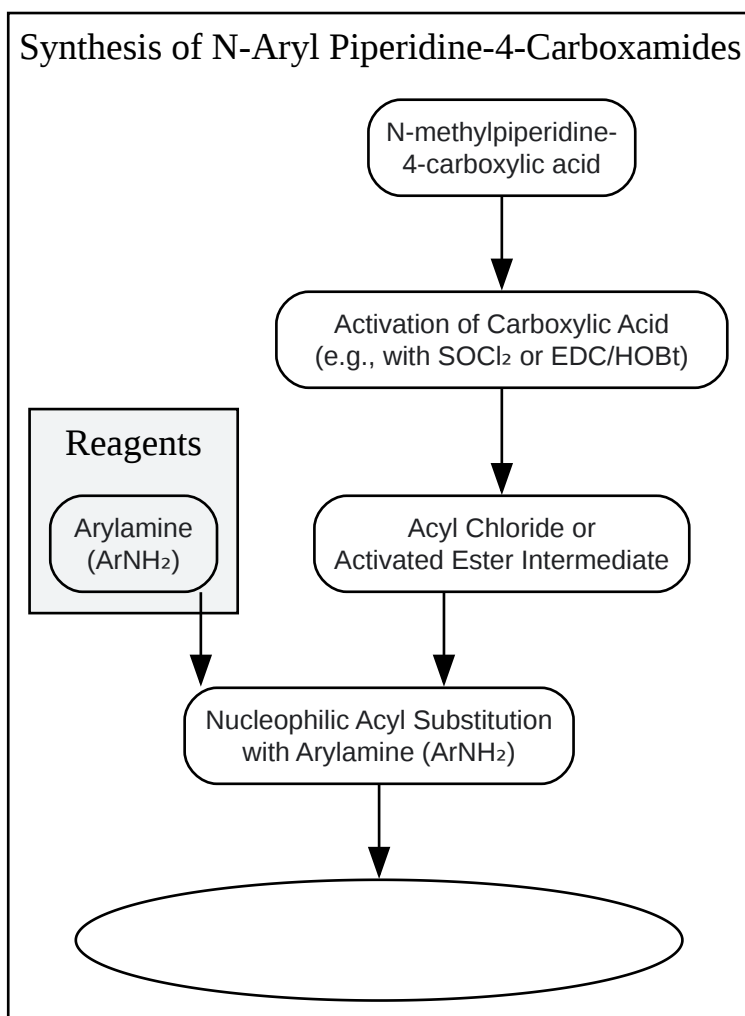 Synthesis of N-Aryl Piperidine-4-Carboxamides
N-methylpiperidine-
4-carboxylic acid
Activation of Carboxylic Acid
(e.g., with SOCl₂ or EDC/HOBt)
Reagents
Arylamine
(ArNH₂)
Acyl Chloride or
Activated Ester Intermediate
Nucleophilic Acyl Substitution
with Arylamine (ArNH₂)